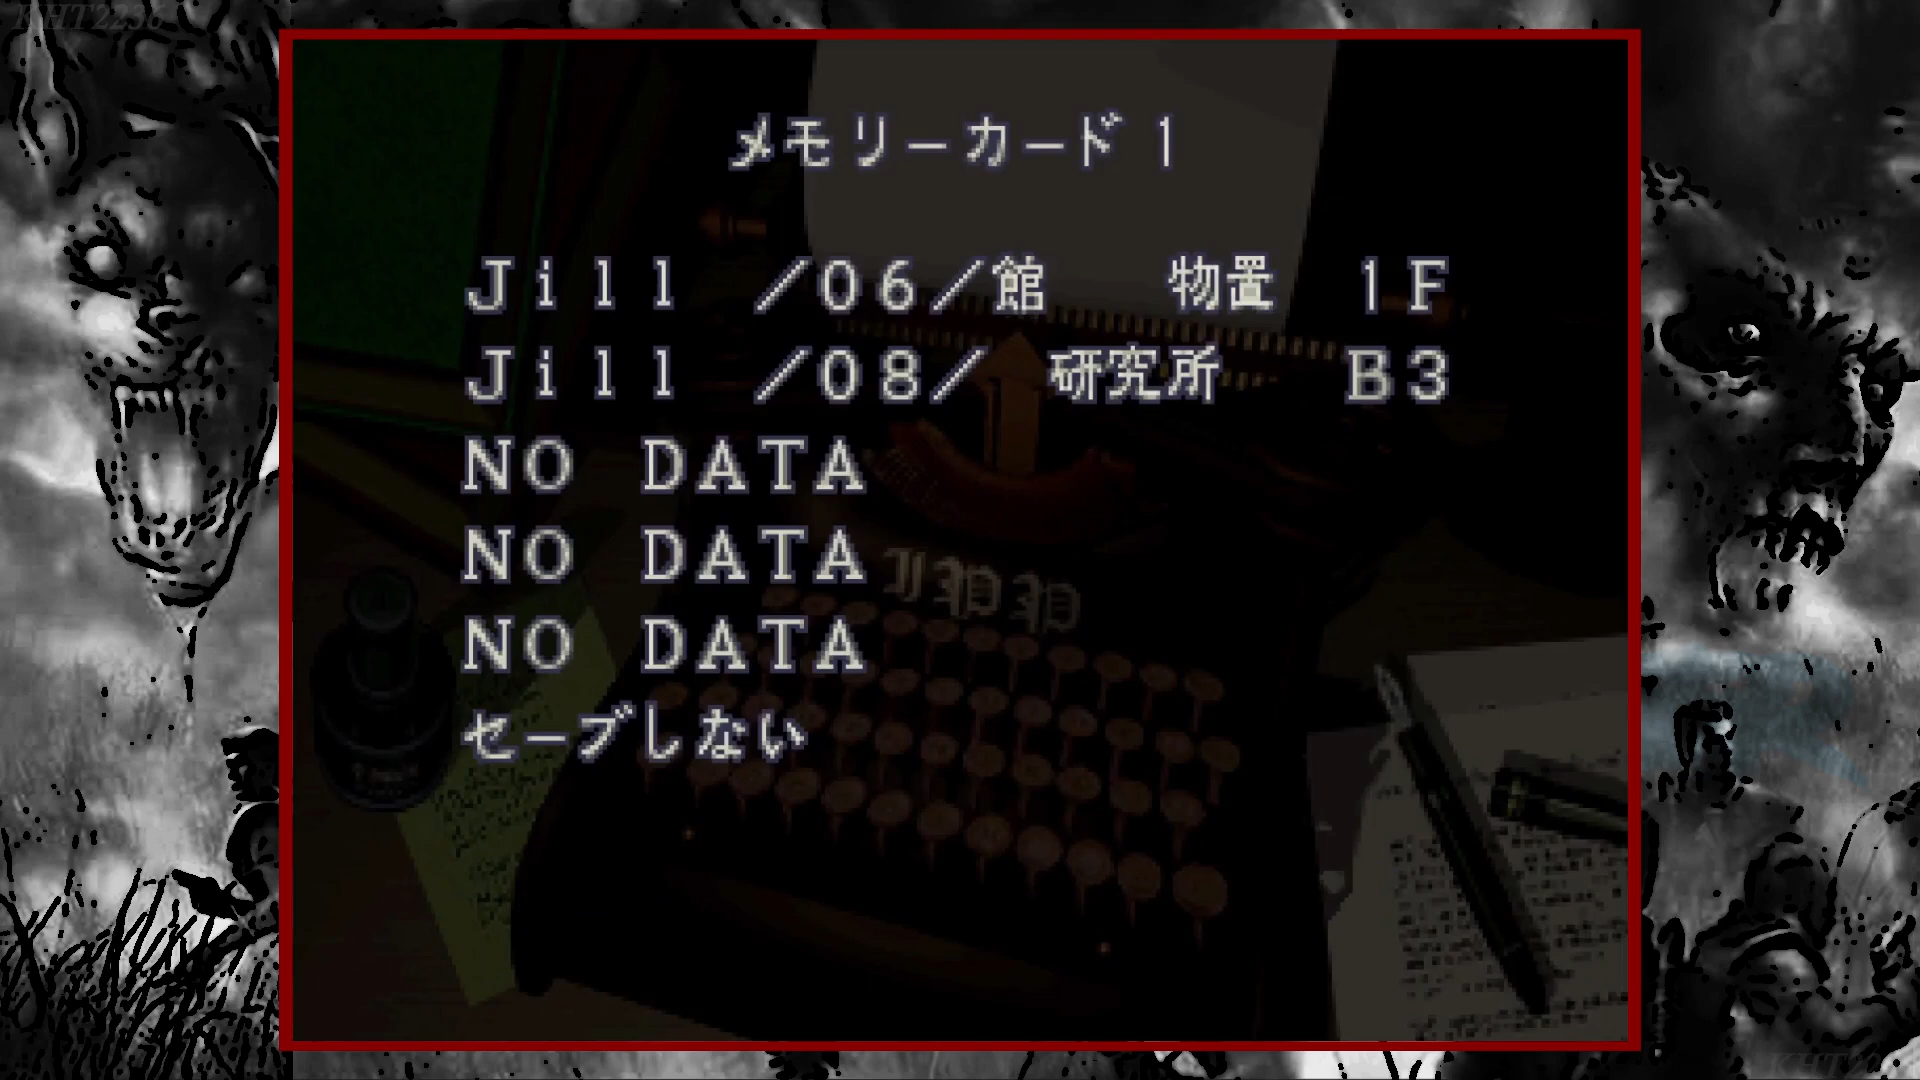 KHT2236
メモリーカード 1
Jill /06/館 物置 1F
Jill /08/ 研究所 B3
NO DATA
NO DATA
NO DATA
セーブしない